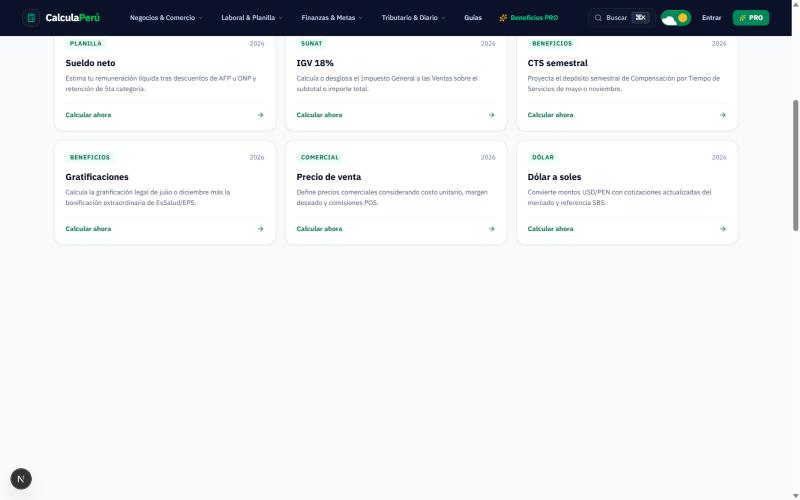 CalculaPerú
Negocios & Comercio
Laboral & Planilla
Finanzas & Metas
Tributario & Diario
Guías
Beneficios PRO
Buscar
⌘K
Entrar
PRO
PLANILLA
2026
Sueldo neto
Estima tu remuneración líquida tras descuentos de AFP u ONP y
retención de 5ta categoría.
Calcular ahora
SUNAT
2026
IGV 18%
Calcula o desglosa el Impuesto General a las Ventas sobre el
subtotal o importe total.
Calcular ahora
BENEFICIOS
2026
CTS semestral
Proyecta el depósito semestral de Compensación por Tiempo de
Servicios de mayo o noviembre.
Calcular ahora
BENEFICIOS
2026
Gratificaciones
Calcula la gratificación legal de julio o diciembre más la
bonificación extraordinaria de EsSalud/EPS.
Calcular ahora
COMERCIAL
2026
Precio de venta
Define precios comerciales considerando costo unitario, margen
deseado y comisiones POS.
Calcular ahora
DÓLAR
2026
Dólar a soles
Convierte montos USD/PEN con cotizaciones actualizadas del
mercado y referencia SBS.
Calcular ahora
N